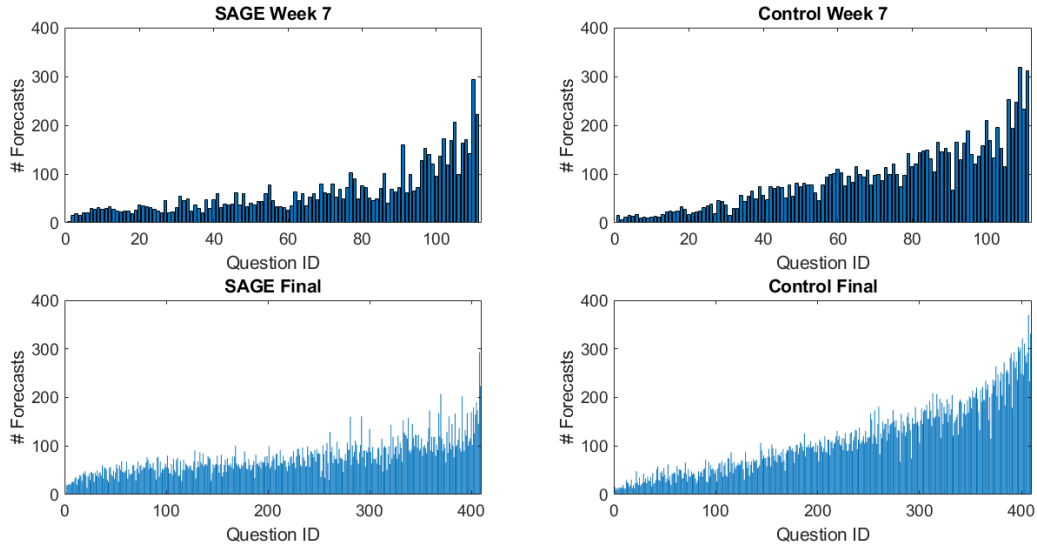 SAGE Week 7
400
300
200
100
0
# Forecasts
0 20 40 60 80 100
Question ID
Control Week 7
400
300
200
100
0
# Forecasts
0 20 40 60 80 100
Question ID
SAGE Final
400
300
200
100
0
# Forecasts
0 100 200 300 400
Question ID
Control Final
400
300
200
100
0
# Forecasts
0 100 200 300 400
Question ID